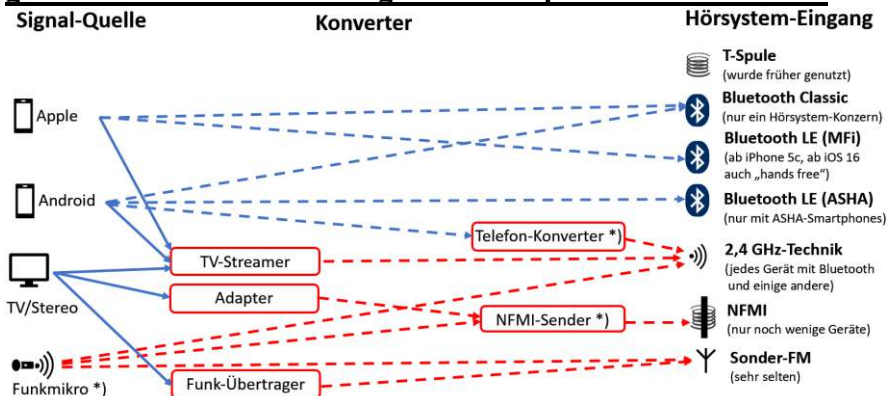 Signal-Quelle
Konverter
Hörsystem-Eingang
T-Spule
(wurde früher genutzt)
Apple
Bluetooth Classic
(nur ein Hörsystem-Konzern)
Bluetooth LE (MFi)
(ab iPhone 5c, ab iOS 16
auch „hands free“)
Android
Bluetooth LE (ASHA)
(nur mit ASHA-Smartphones)
Telefon-Konverter *)
TV-Streamer
2,4 GHz-Technik
(jedes Gerät mit Bluetooth
und einige andere)
Adapter
TV/Stereo
NFMI-Sender *)
NFMI
(nur noch wenige Geräte)
Funkmikro *)
Funk-Übertrager
Sonder-FM
(sehr selten)